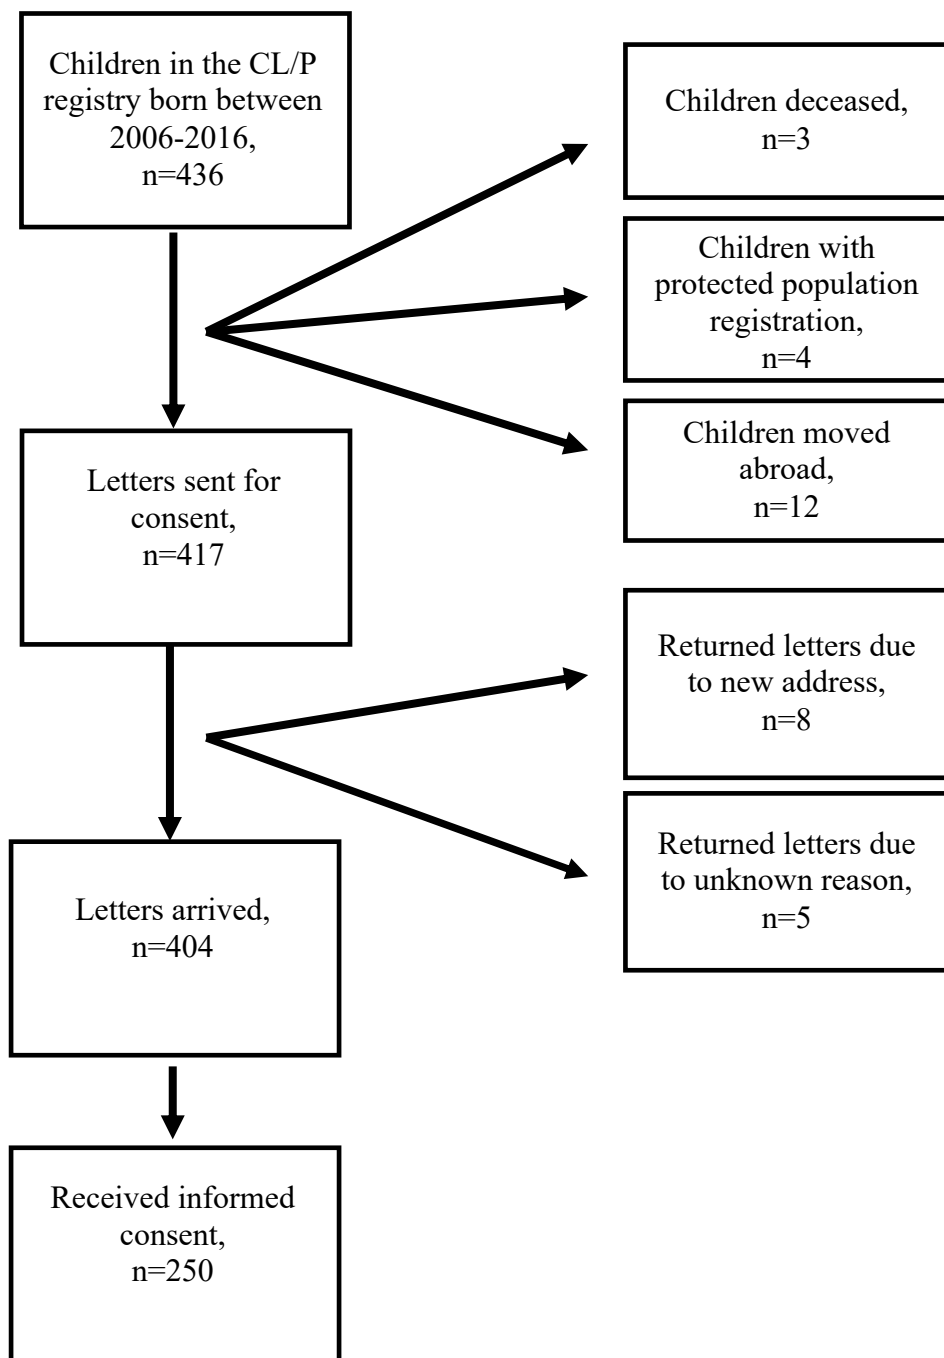 Children in the CL/P
registry born between
2006-2016,
n=436
Children deceased,
n=3
Children with
protected population
registration,
n=4
Children moved
abroad,
n=12
Letters sent for
consent,
n=417
Returned letters due
to new address,
n=8
Returned letters due
to unknown reason,
n=5
Letters arrived,
n=404
Received informed
consent,
n=250